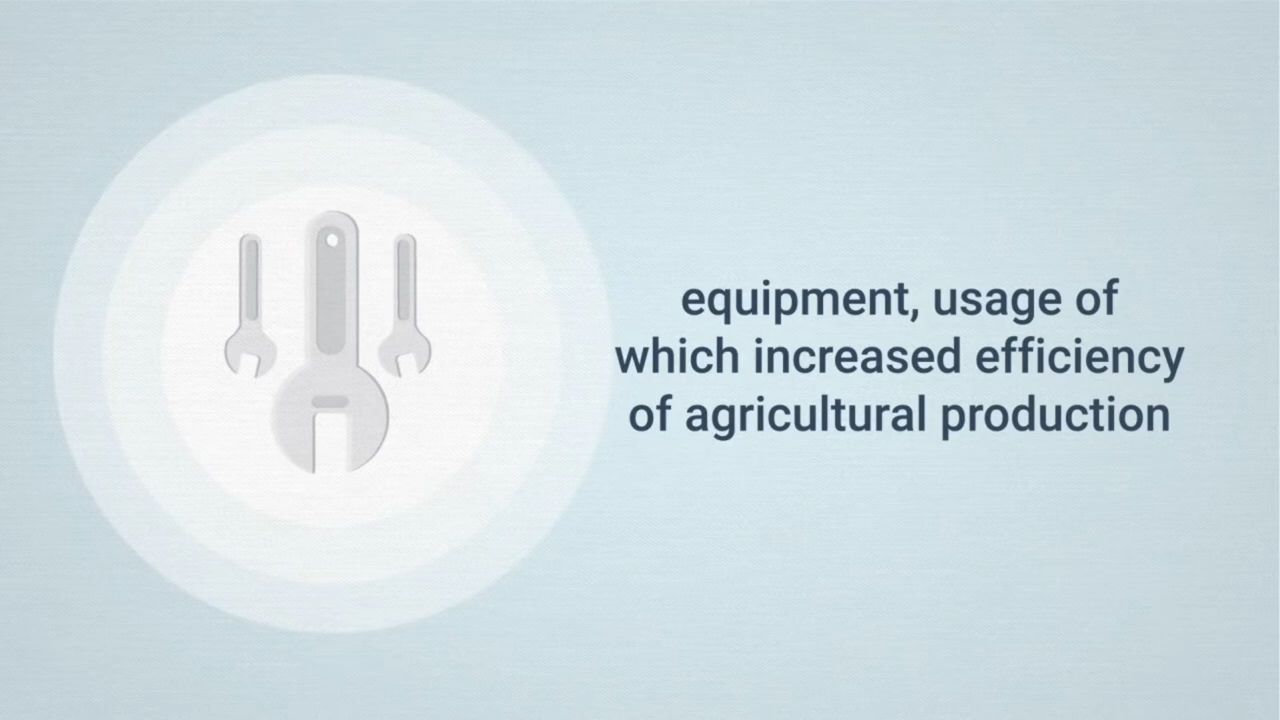 equipment, usage of
which increased efficiency
of agricultural production